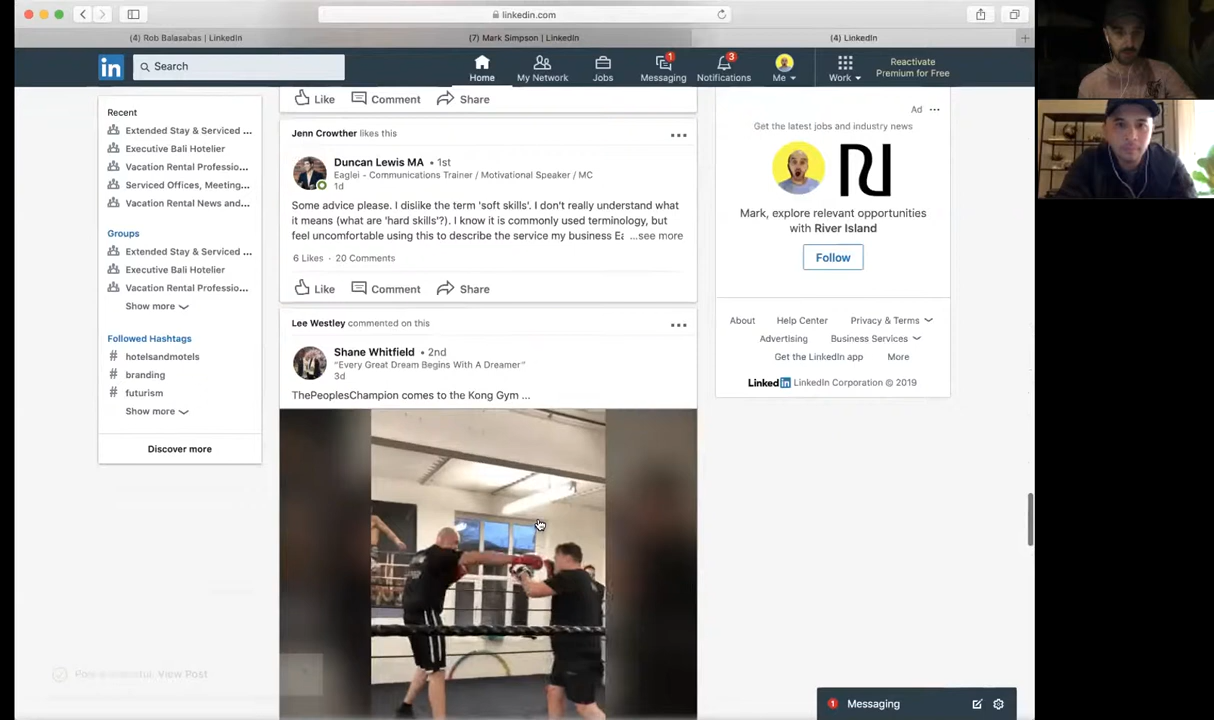 linkedin.com
(4) Rob Balasabas | LinkedIn
(7) Mark Simpson | LinkedIn
(4) LinkedIn
in
Search
Home
My Network
Jobs
1
Messaging
3
Notifications
Me
Work
Reactivate
Premium for Free
Recent
Extended Stay & Serviced ...
Executive Bali Hotelier
Vacation Rental Professio...
Serviced Offices, Meeting...
Vacation Rental News and...
Groups
Extended Stay & Serviced ...
Executive Bali Hotelier
Vacation Rental Professio...
Show more
Followed Hashtags
# hotelsandmotels
# branding
# futurism
Show more
Discover more
Like Comment Share
Jenn Crowther likes this
Duncan Lewis MA • 1st
Eaglei - Communications Trainer / Motivational Speaker / MC
1d
Some advice please. I dislike the term 'soft skills'. I don't really understand what
it means (what are 'hard skills'?). I know it is commonly used terminology, but
feel uncomfortable using this to describe the service my business Ea ...see more
6 Likes · 20 Comments
Like Comment Share
Lee Westley commented on this
Shane Whitfield • 2nd
“Every Great Dream Begins With A Dreamer”
3d
ThePeoplesChampion comes to the Kong Gym ...
View Post
Ad
Get the latest jobs and industry news
Mark, explore relevant opportunities
with River Island
Follow
About Help Center Privacy & Terms
Advertising Business Services
Get the LinkedIn app More
LinkedIn LinkedIn Corporation © 2019
1 Messaging